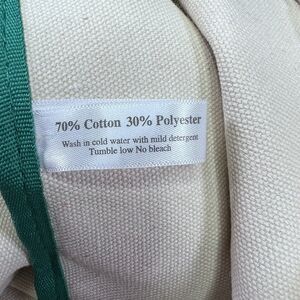 70% Cotton 30% Polyester
Wash in cold water with mild detergent
Tumble low No bleach